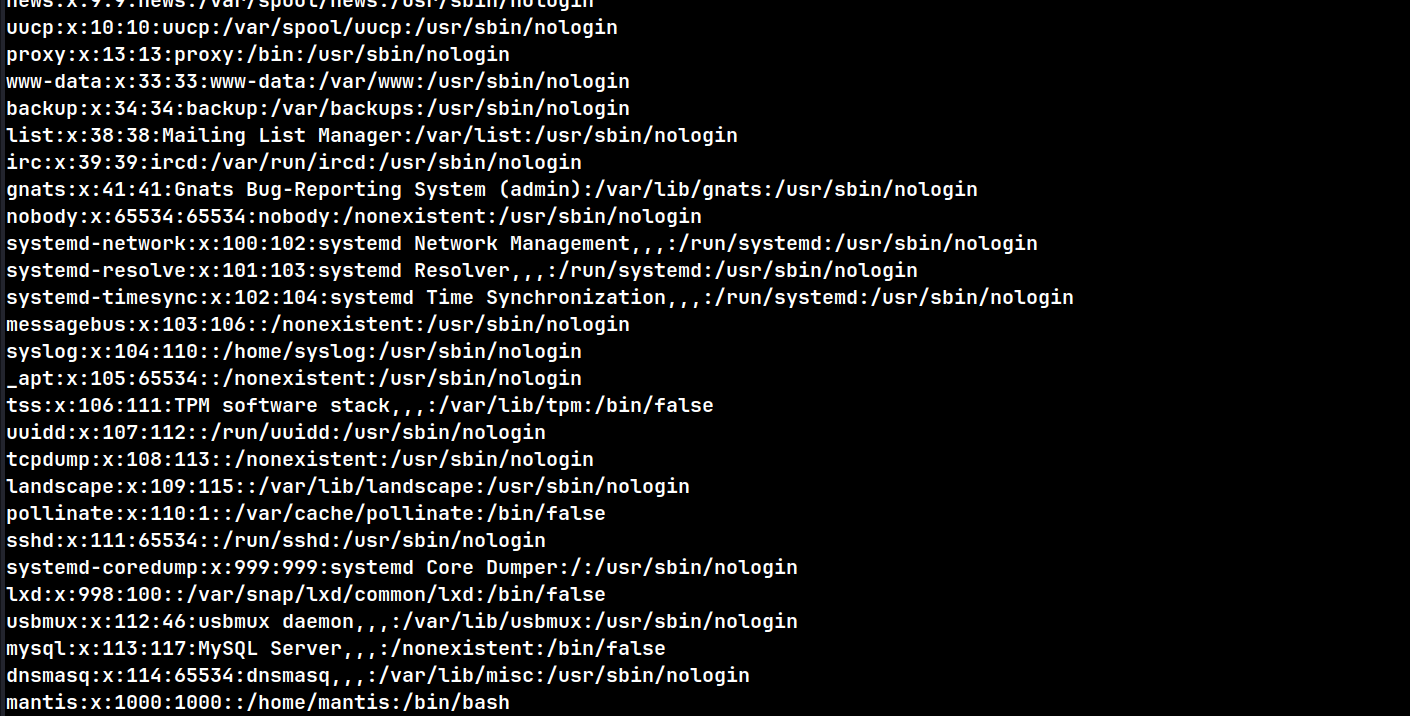 news:x:9:9:news:/var/spool/news:/usr/sbin/nologin
uucp:x:10:10:uucp:/var/spool/uucp:/usr/sbin/nologin
proxy:x:13:13:proxy:/bin:/usr/sbin/nologin
www-data:x:33:33:www-data:/var/www:/usr/sbin/nologin
backup:x:34:34:backup:/var/backups:/usr/sbin/nologin
list:x:38:38:Mailing List Manager:/var/list:/usr/sbin/nologin
irc:x:39:39:ircd:/var/run/ircd:/usr/sbin/nologin
gnats:x:41:41:Gnats Bug-Reporting System (admin):/var/lib/gnats:/usr/sbin/nologin
nobody:x:65534:65534:nobody:/nonexistent:/usr/sbin/nologin
systemd-network:x:100:102:systemd Network Management,,,:/run/systemd:/usr/sbin/nologin
systemd-resolve:x:101:103:systemd Resolver,,,:/run/systemd:/usr/sbin/nologin
systemd-timesync:x:102:104:systemd Time Synchronization,,,:/run/systemd:/usr/sbin/nologin
messagebus:x:103:106::/nonexistent:/usr/sbin/nologin
syslog:x:104:110::/home/syslog:/usr/sbin/nologin
_apt:x:105:65534::/nonexistent:/usr/sbin/nologin
tss:x:106:111:TPM software stack,,,:/var/lib/tpm:/bin/false
uuidd:x:107:112::/run/uuidd:/usr/sbin/nologin
tcpdump:x:108:113::/nonexistent:/usr/sbin/nologin
landscape:x:109:115::/var/lib/landscape:/usr/sbin/nologin
pollinate:x:110:1::/var/cache/pollinate:/bin/false
sshd:x:111:65534::/run/sshd:/usr/sbin/nologin
systemd-coredump:x:999:999:systemd Core Dumper:/:/usr/sbin/nologin
lxd:x:998:100::/var/snap/lxd/common/lxd:/bin/false
usbmux:x:112:46:usbmux daemon,,,:/var/lib/usbmux:/usr/sbin/nologin
mysql:x:113:117:MySQL Server,,,:/nonexistent:/bin/false
dnsmasq:x:114:65534:dnsmasq,,,:/var/lib/misc:/usr/sbin/nologin
mantis:x:1000:1000::/home/mantis:/bin/bash